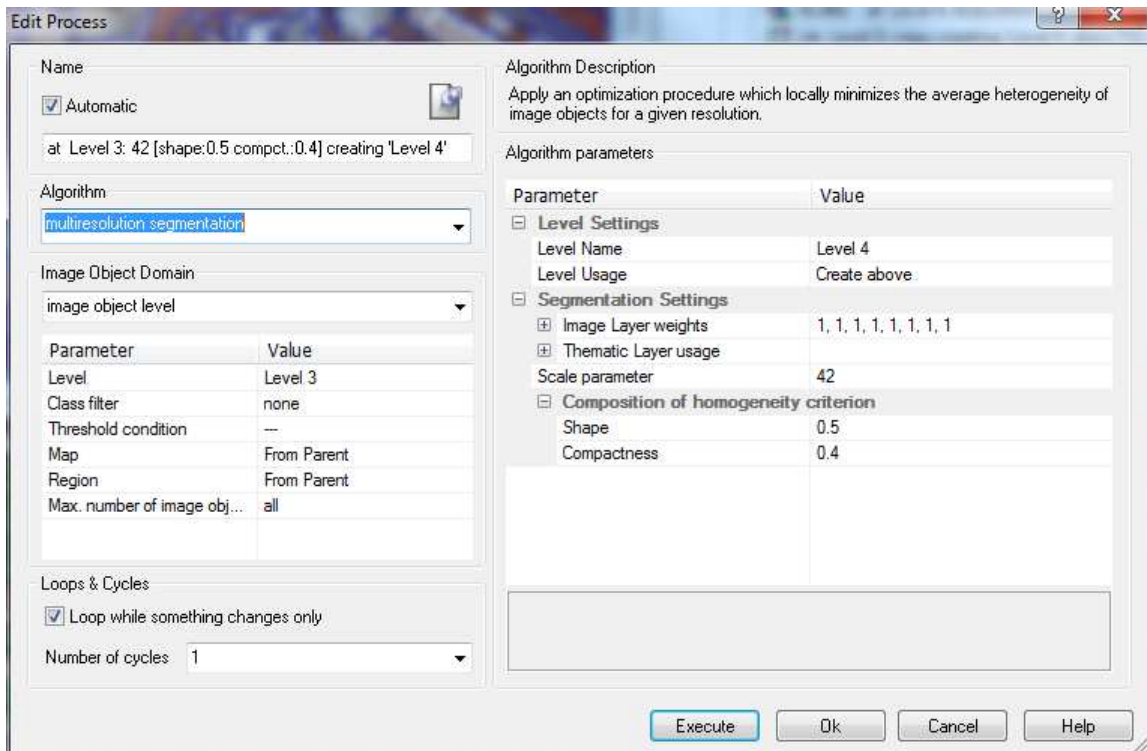 Edit Process
Name
Automatic
at Level 3: 42 [shape:0.5 compct.:0.4] creating 'Level 4'
Algorithm
multiresolution segmentation
Image Object Domain
image object level
Parameter Value
Level Level 3
Class filter none
Threshold condition ---
Map From Parent
Region From Parent
Max. number of image obj... all
Loops & Cycles
Loop while something changes only
Number of cycles 1
Algorithm Description
Apply an optimization procedure which locally minimizes the average heterogeneity of
image objects for a given resolution.
Algorithm parameters
Parameter Value
Level Settings
Level Name Level 4
Level Usage Create above
Segmentation Settings
Image Layer weights 1, 1, 1, 1, 1, 1, 1, 1
Thematic Layer usage
Scale parameter 42
Composition of homogeneity criterion
Shape 0.5
Compactness 0.4
Execute Ok Cancel Help